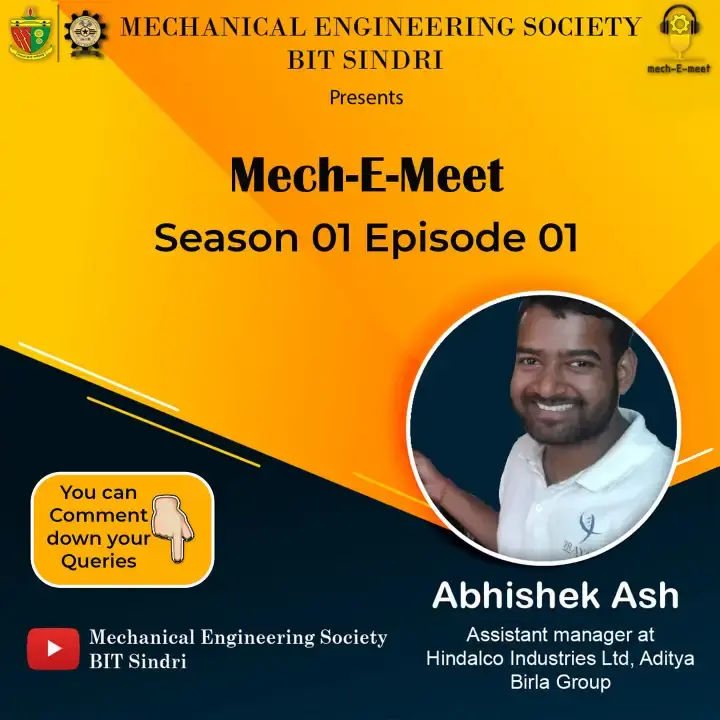 MECHANICAL ENGINEERING SOCIETY
BIT SINDRI
Presents
mech-E-meet
Mech-E-Meet
Season 01 Episode 01
You can
Comment
down your
Queries
Abhishek Ash
Assistant manager at
Hindalco Industries Ltd, Aditya
Birla Group
Mechanical Engineering Society
BIT Sindri